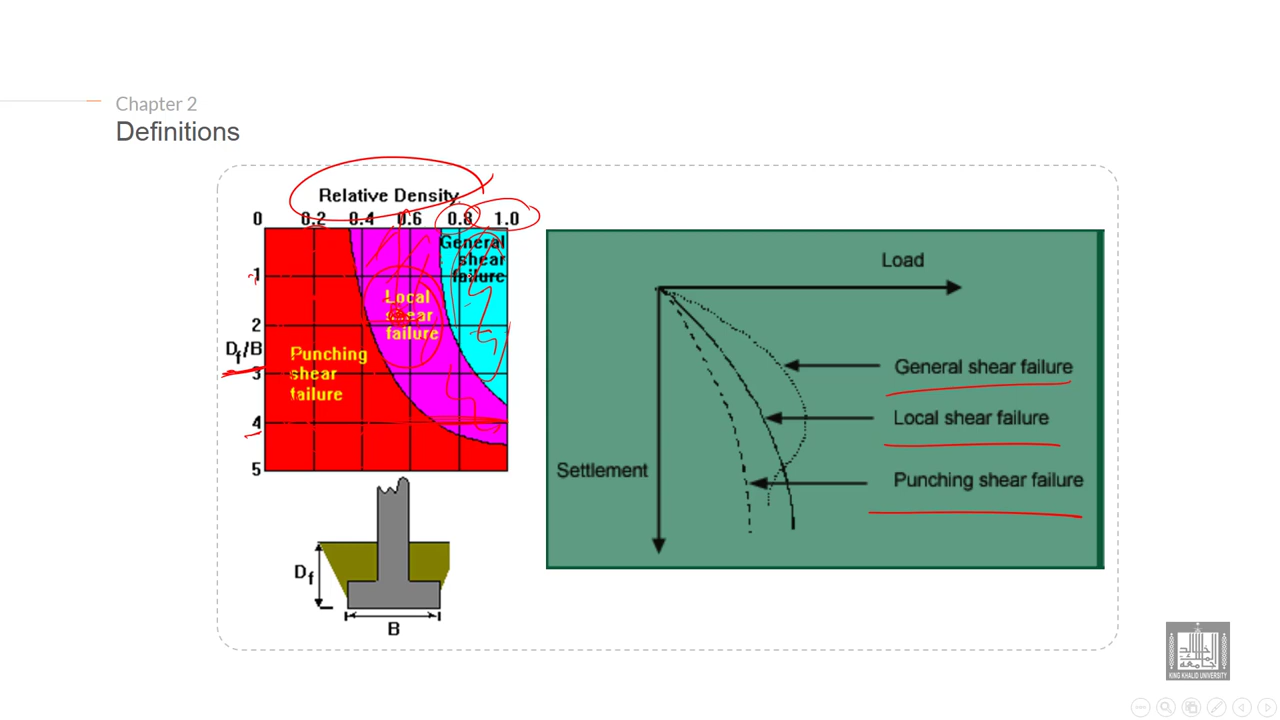 Chapter 2
Definitions
Relative Density
0 0.2 0.4 0.6 0.8 1.0
General
shear
failure
1
Local
shear
failure
2
Df/B
Punching
shear
failure
3
4
5
Df
B
Load
General shear failure
Local shear failure
Settlement
Punching shear failure
KING KHALID UNIVERSITY